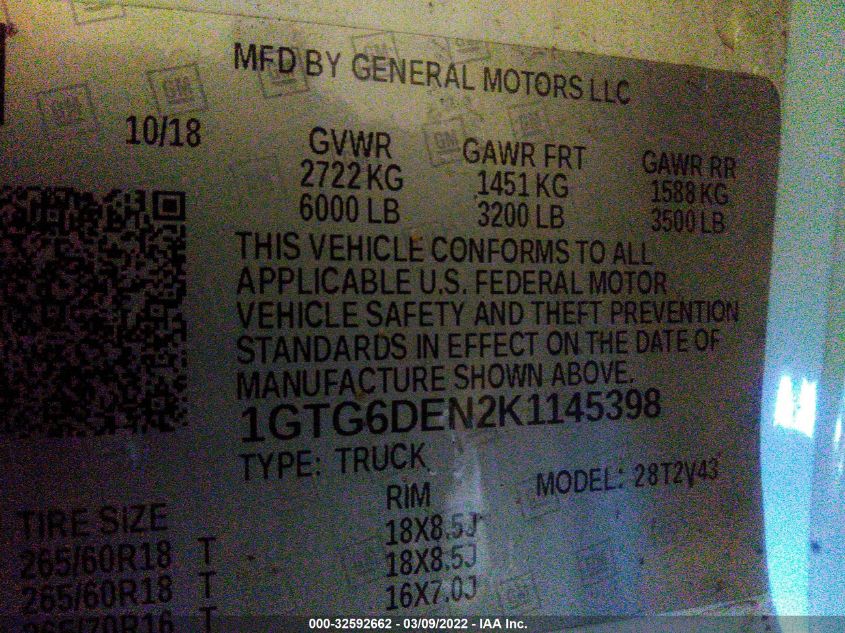 MFD BY GENERAL MOTORS LLC
10/18 GVWR GAWR FRT GAWR RR
2722 KG 1451 KG 1588 KG
6000 LB 3200 LB 3500 LB
THIS VEHICLE CONFORMS TO ALL
APPLICABLE U.S. FEDERAL MOTOR
VEHICLE SAFETY AND THEFT PREVENTION
STANDARDS IN EFFECT ON THE DATE OF
MANUFACTURE SHOWN ABOVE.
1GTG6DEN2K1145398
TYPE: TRUCK MODEL: 28T2V43
TIRE SIZE RIM
265/60R18 T 18X8.5J
265/60R18 T 18X8.5J
265/70R16 T 16X7.0J
000-32592662 - 03/09/2022 - IAA Inc.